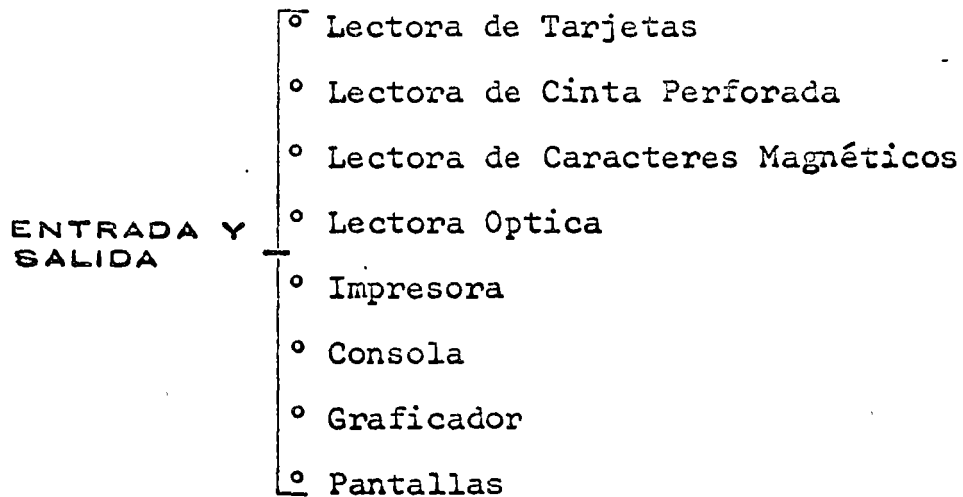 ENTRADA Y
SALIDA
° Lectora de Tarjetas
° Lectora de Cinta Perforada
° Lectora de Caracteres Magnéticos
° Lectora Optica
° Impresora
° Consola
° Graficador
° Pantallas